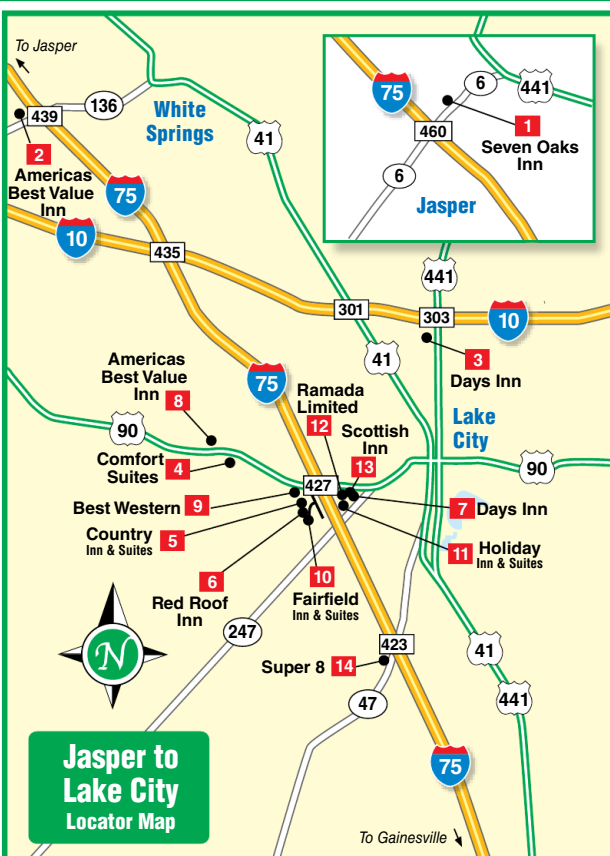 To Jasper
439
136
White
Springs
41
2
Americas
Best Value
Inn
75
10
435
75
6
441
460
1
Seven Oaks
Inn
6
Jasper
441
301
303
10
3
Days Inn
41
Lake
City
75
Americas
Best Value
Inn
8
90
Ramada
Limited
12
Scottish
Inn
13
Comfort
Suites
4
427
90
Best Western 9
7 Days Inn
Country
Inn & Suites
5
11 Holiday
Inn & Suites
6
Red Roof
Inn
10
Fairfield
Inn & Suites
247
N
423
Super 8 14
41
47
441
75
Jasper to
Lake City
Locator Map
To Gainesville